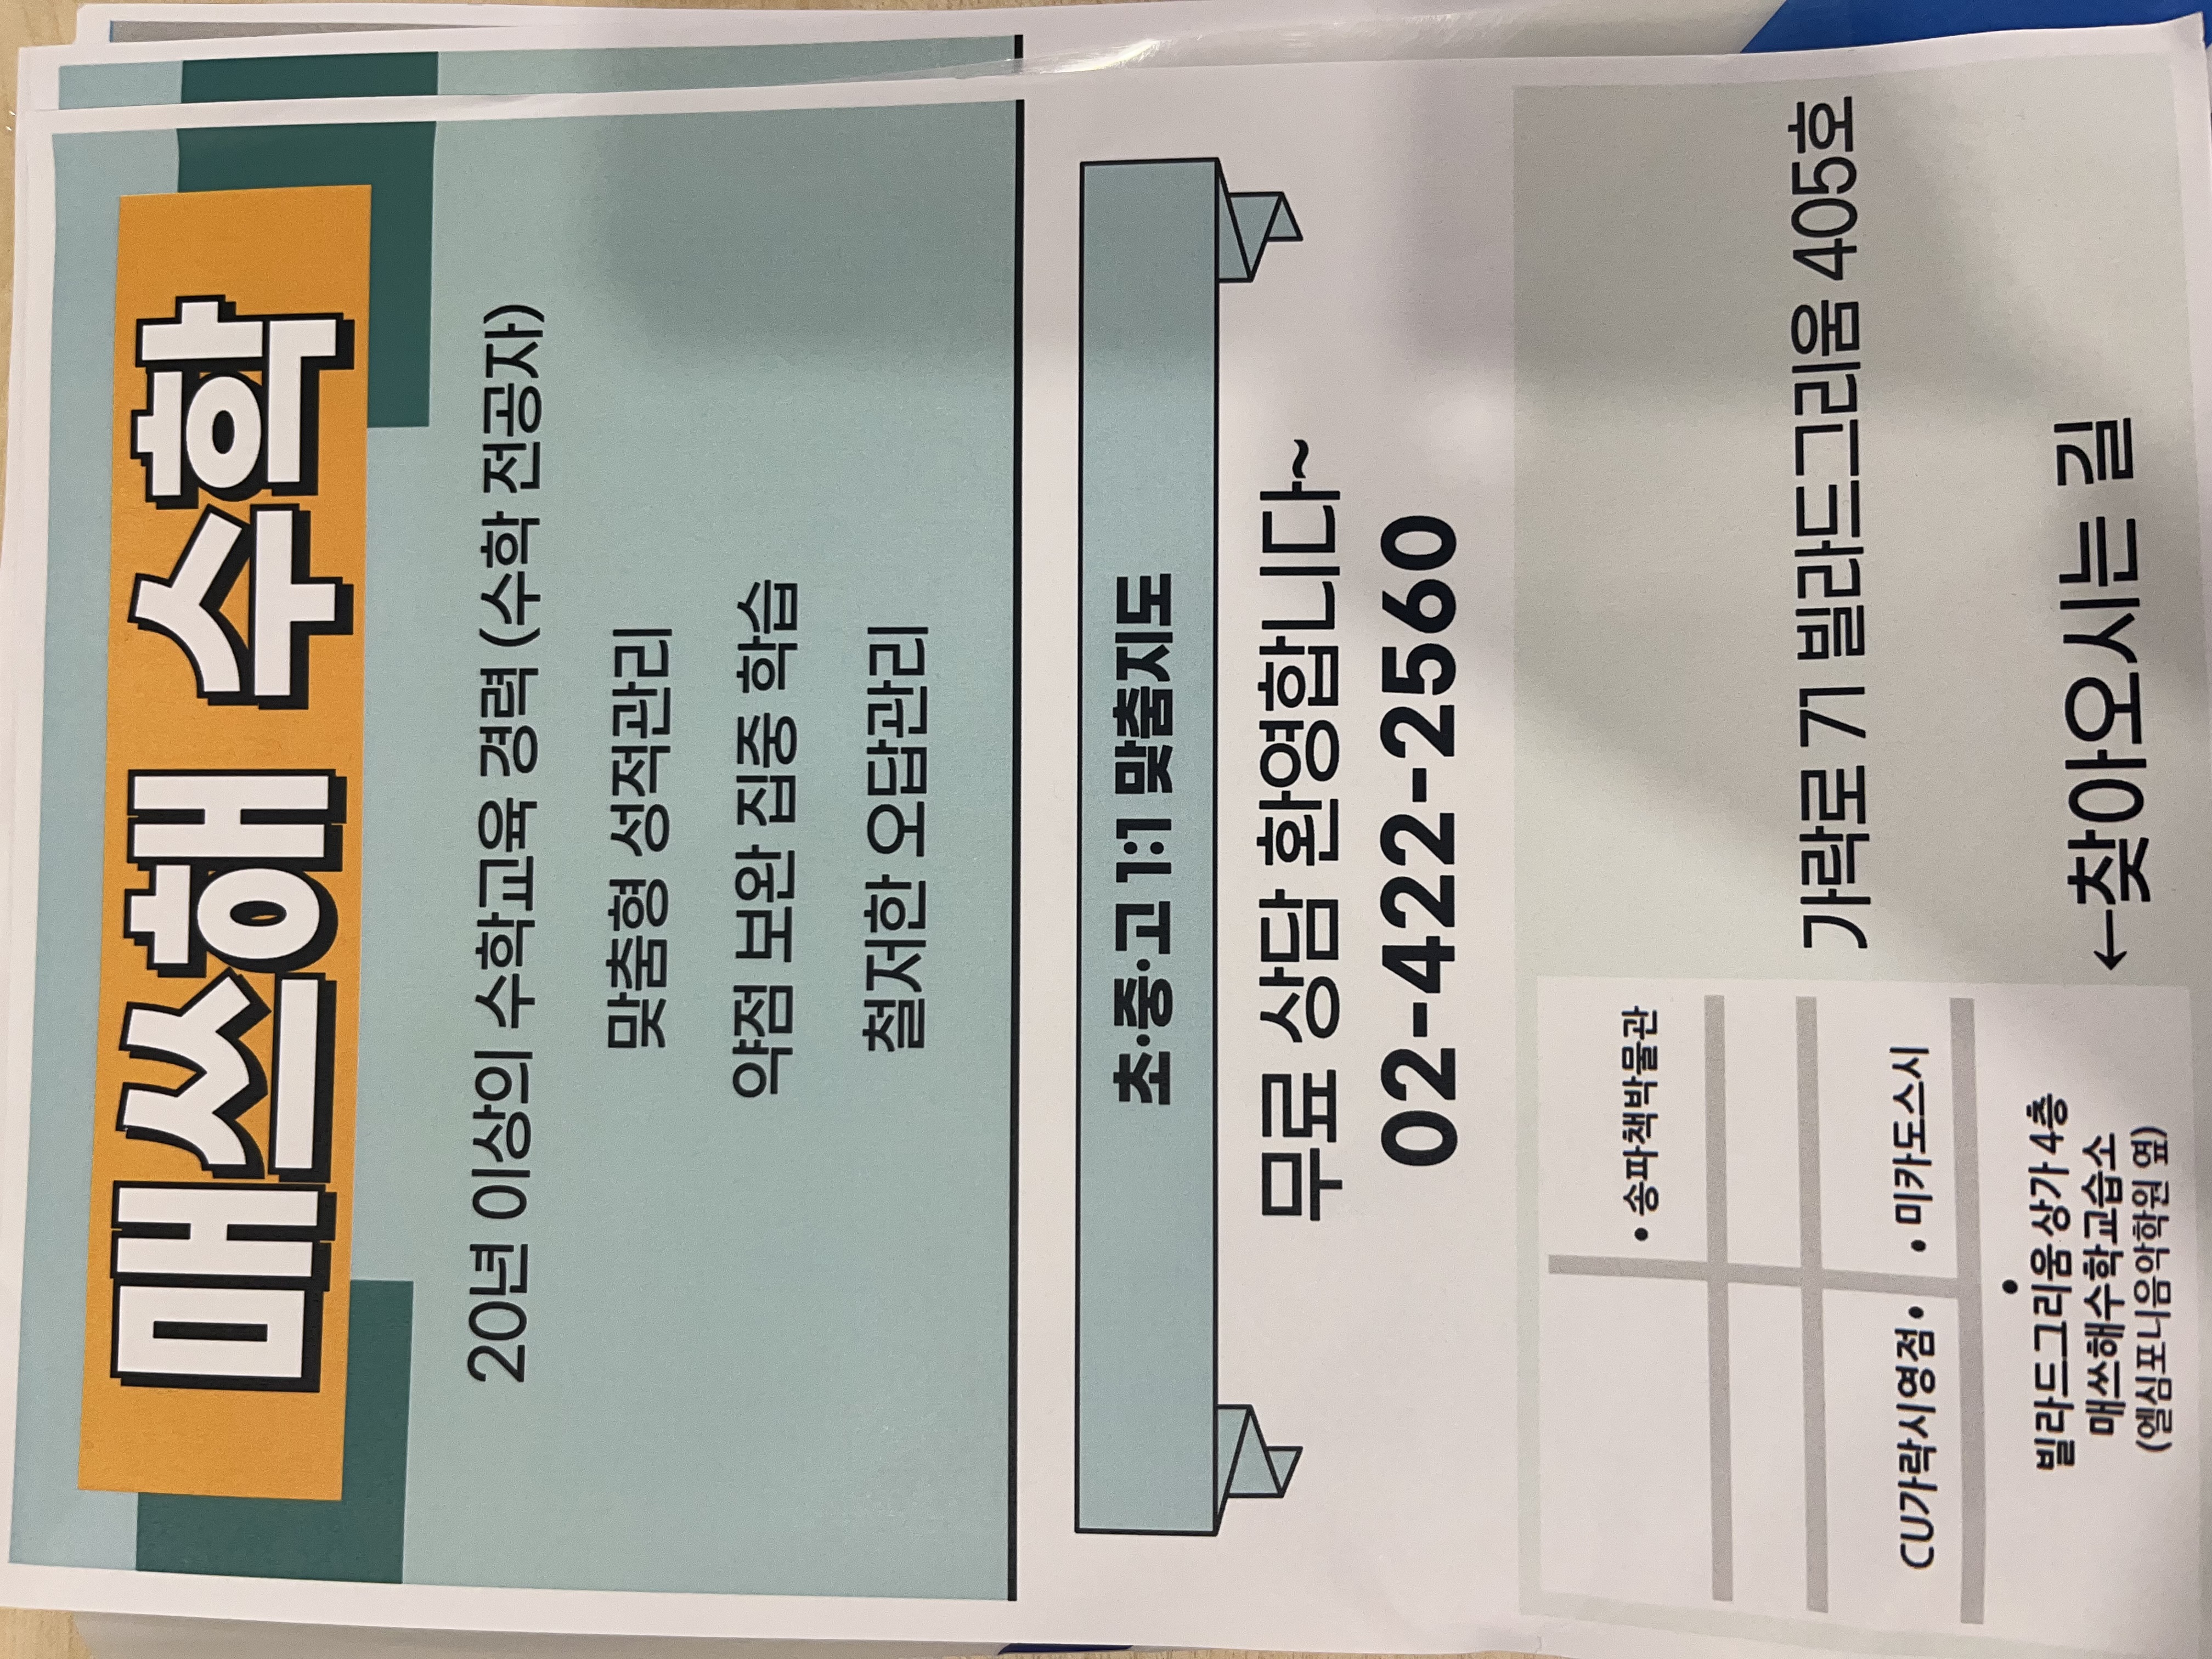 매쓰해 수학
20년 이상의 수학교육 경력 (수학 전공자)
맞춤형 성적관리
약점 보완 집중 학습
철저한 오답관리
초·중·고 1:1 맞춤지도
무료 상담 환영합니다~
02-422-2560
• 송파책박물관
가락로 71 빌라드그리움 405호
CU가락시영점 • • 미카도스시
빌라드그리움 상가 4층
매쓰해수학교습소
(엘심포니음악학원 옆)
←찾아오시는 길